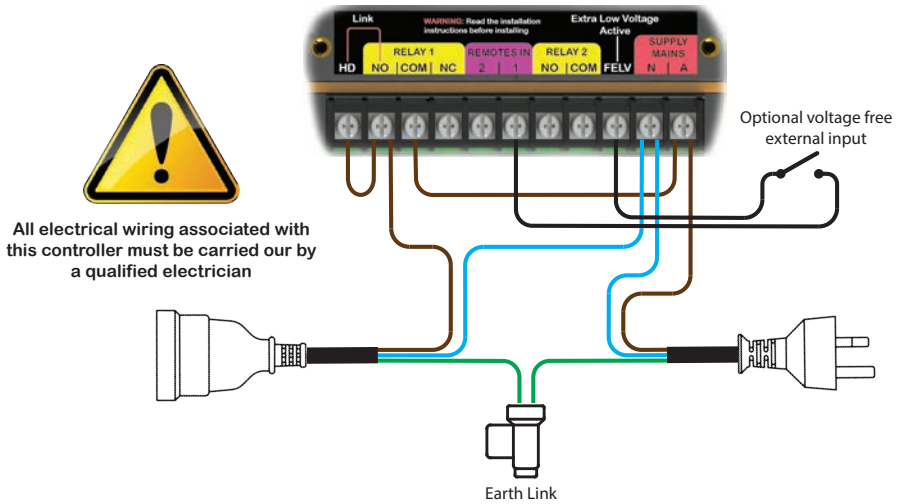 Link
WARNING: Read the installation
instructions before installing
Extra Low Voltage
Active
RELAY 1
REMOTES IN
RELAY 2
SUPPLY
MAINS
HD NO COM NC 2 1 NO COM FELV N A
Optional voltage free
external input
All electrical wiring associated with
this controller must be carried our by
a qualified electrician
Earth Link